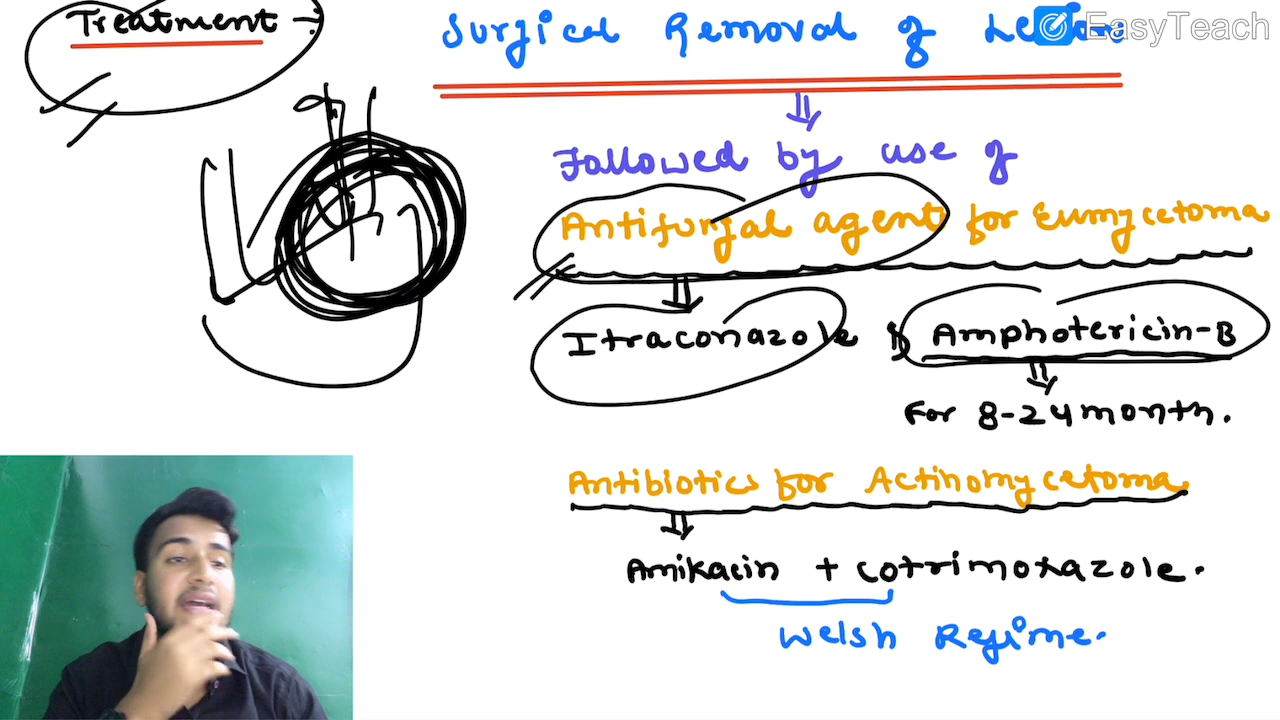 Treatment :-
Surgical Removal of Lesion
EasyTeach
Followed by use of
Antifungal agent for Eumycetoma
Itraconazole & Amphotericin-B
For 8-24 month.
Antibiotics for Actinomycetoma
Amikacin + cotrimoxazole.
Welsh Regime.